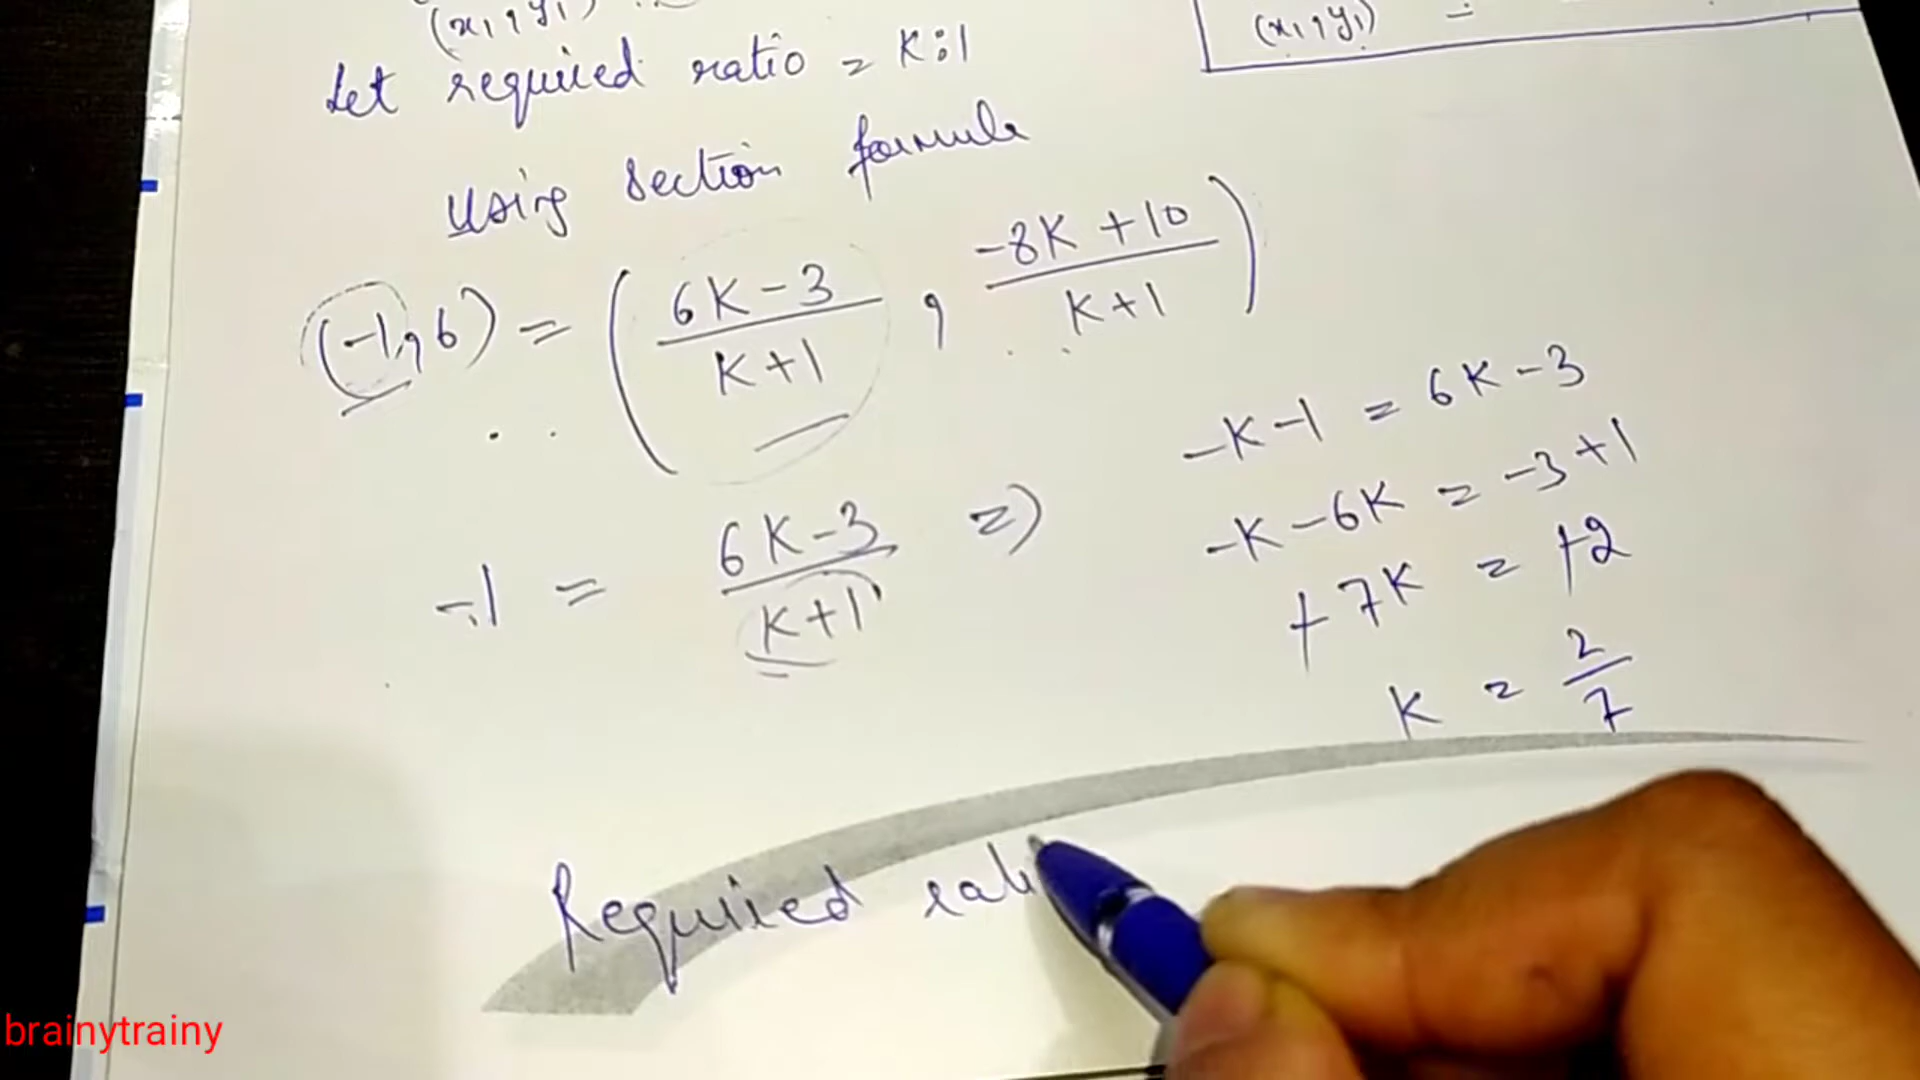 (x₁, y₁)
(x₁, y₁) =
Let required ratio = K:1
Using section formula
(-1, 6) = ( 6K-3 / K+1 , -8K+10 / K+1 )
-1 = 6K-3 / K+1 =>
-K-1 = 6K-3
-K-6K = -3+1
+7K = +2
K = 2/7
Required rati
brainytrainy